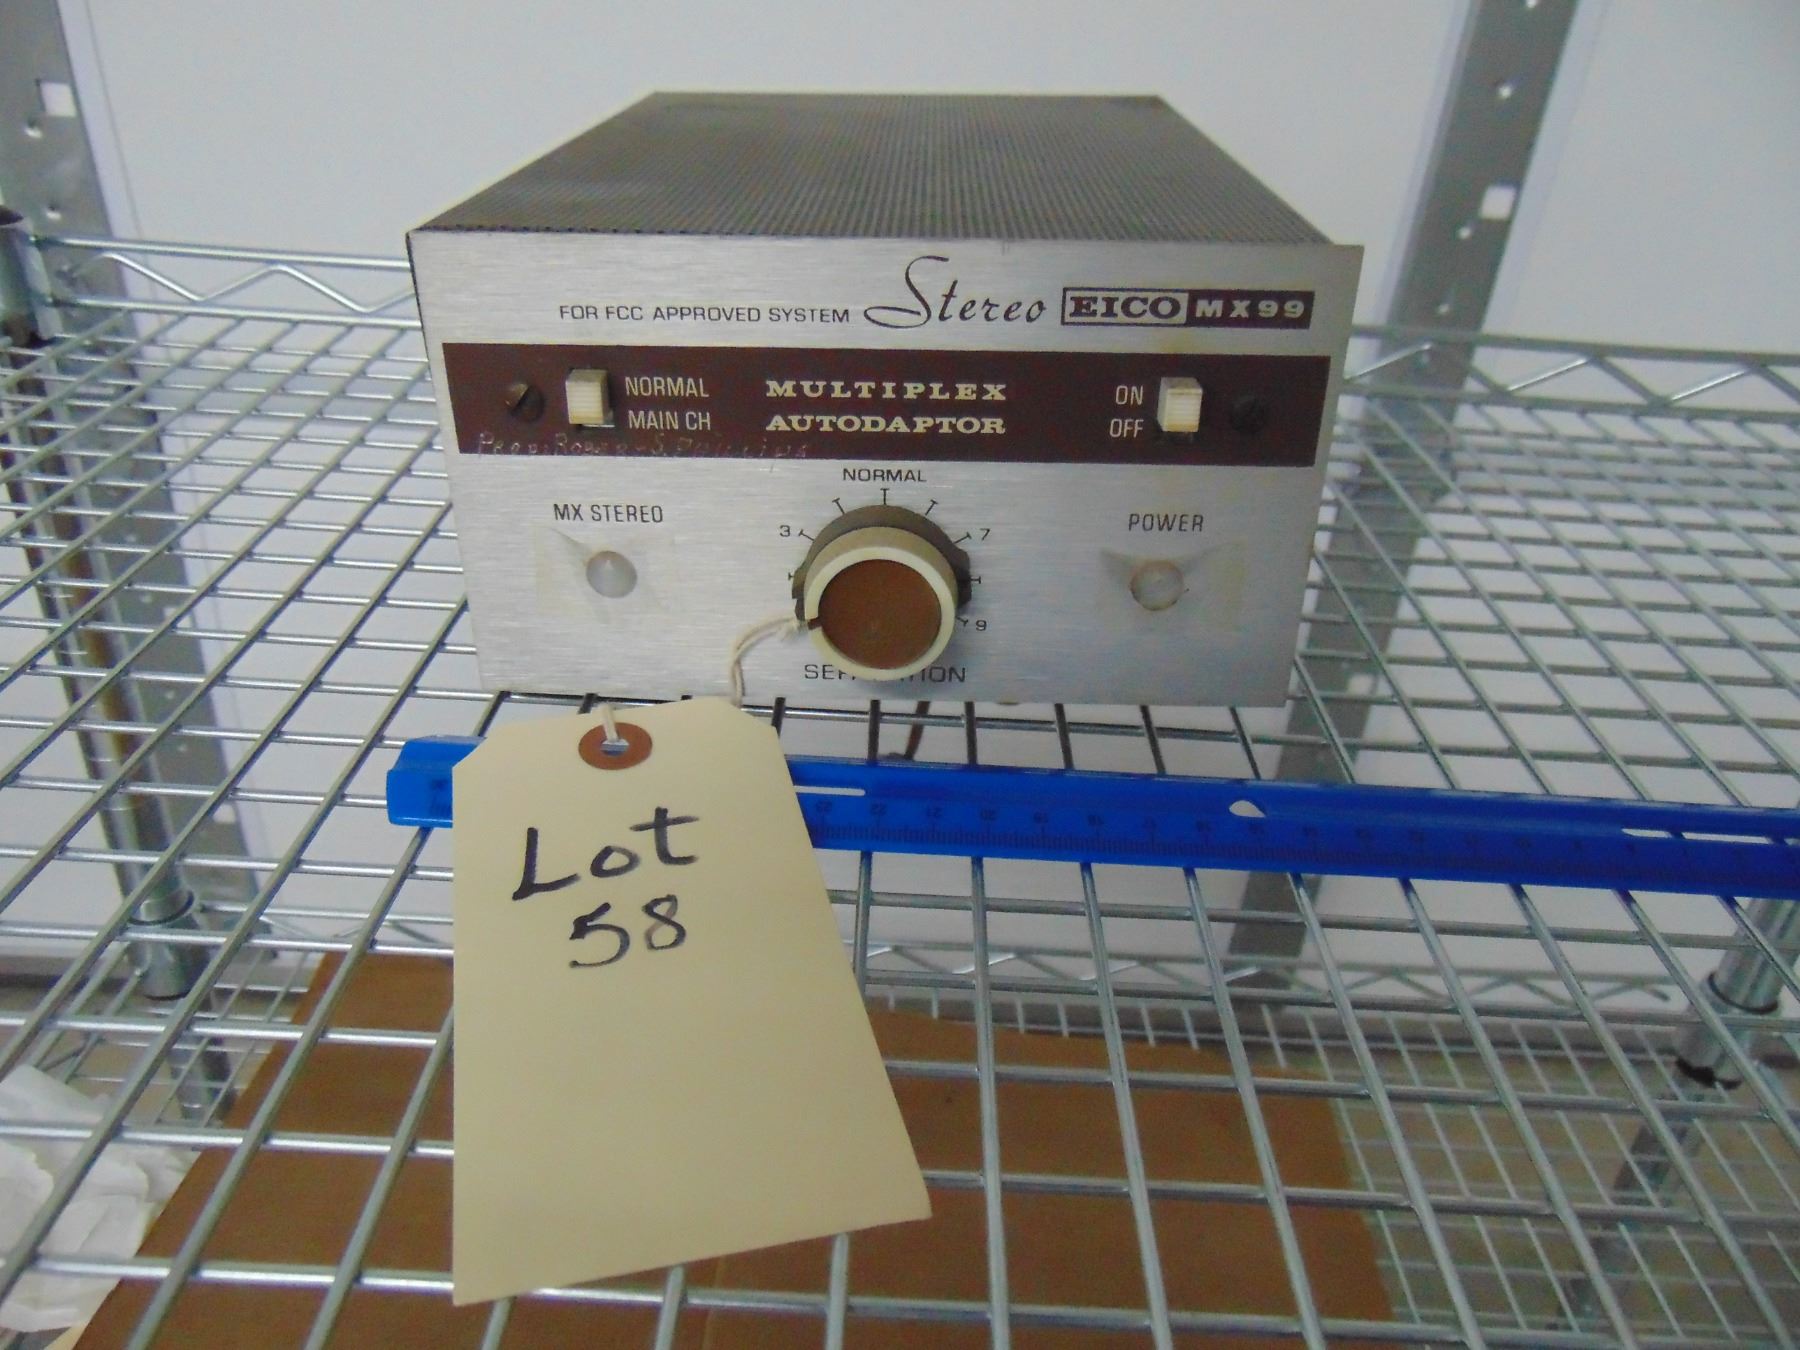 FOR FCC APPROVED SYSTEM Stereo EICO MX99
NORMAL
MAIN CH
MULTIPLEX
AUTODAPTOR
ON
OFF
NORMAL
3
7
9
MX STEREO
POWER
Lot
58